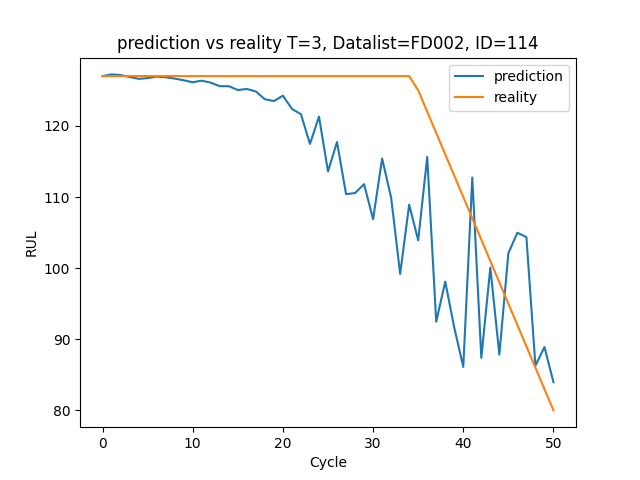 prediction vs reality T=3, Datalist=FD002, ID=114
prediction
reality
RUL
120
110
100
90
80
0 10 20 30 40 50
Cycle